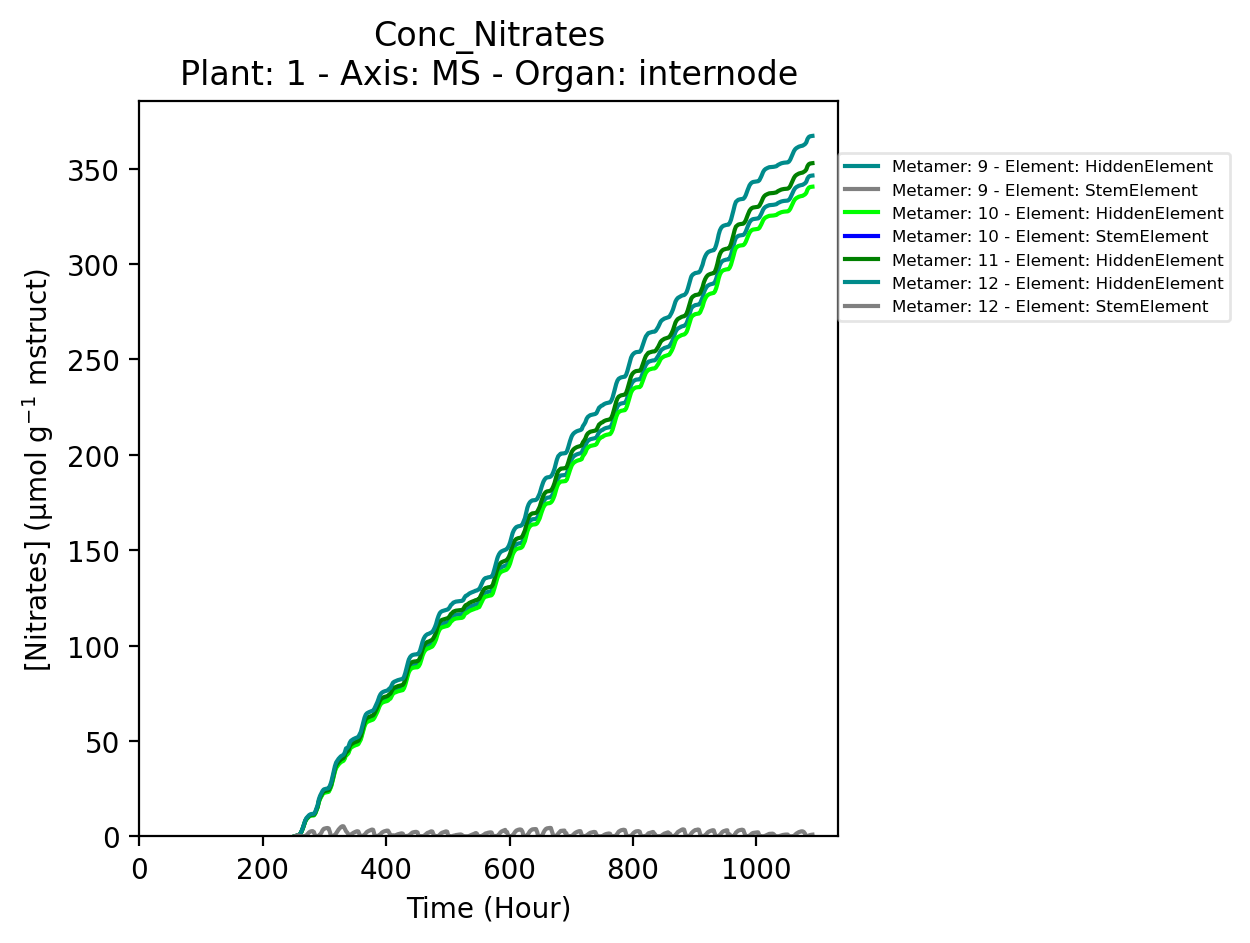 Conc_Nitrates
Plant: 1 - Axis: MS - Organ: internode
[Nitrates] (µmol g⁻¹ mstruct)
350
300
250
200
150
100
50
0
0 200 400 600 800 1000
Time (Hour)
Metamer: 9 - Element: HiddenElement
Metamer: 9 - Element: StemElement
Metamer: 10 - Element: HiddenElement
Metamer: 10 - Element: StemElement
Metamer: 11 - Element: HiddenElement
Metamer: 12 - Element: HiddenElement
Metamer: 12 - Element: StemElement